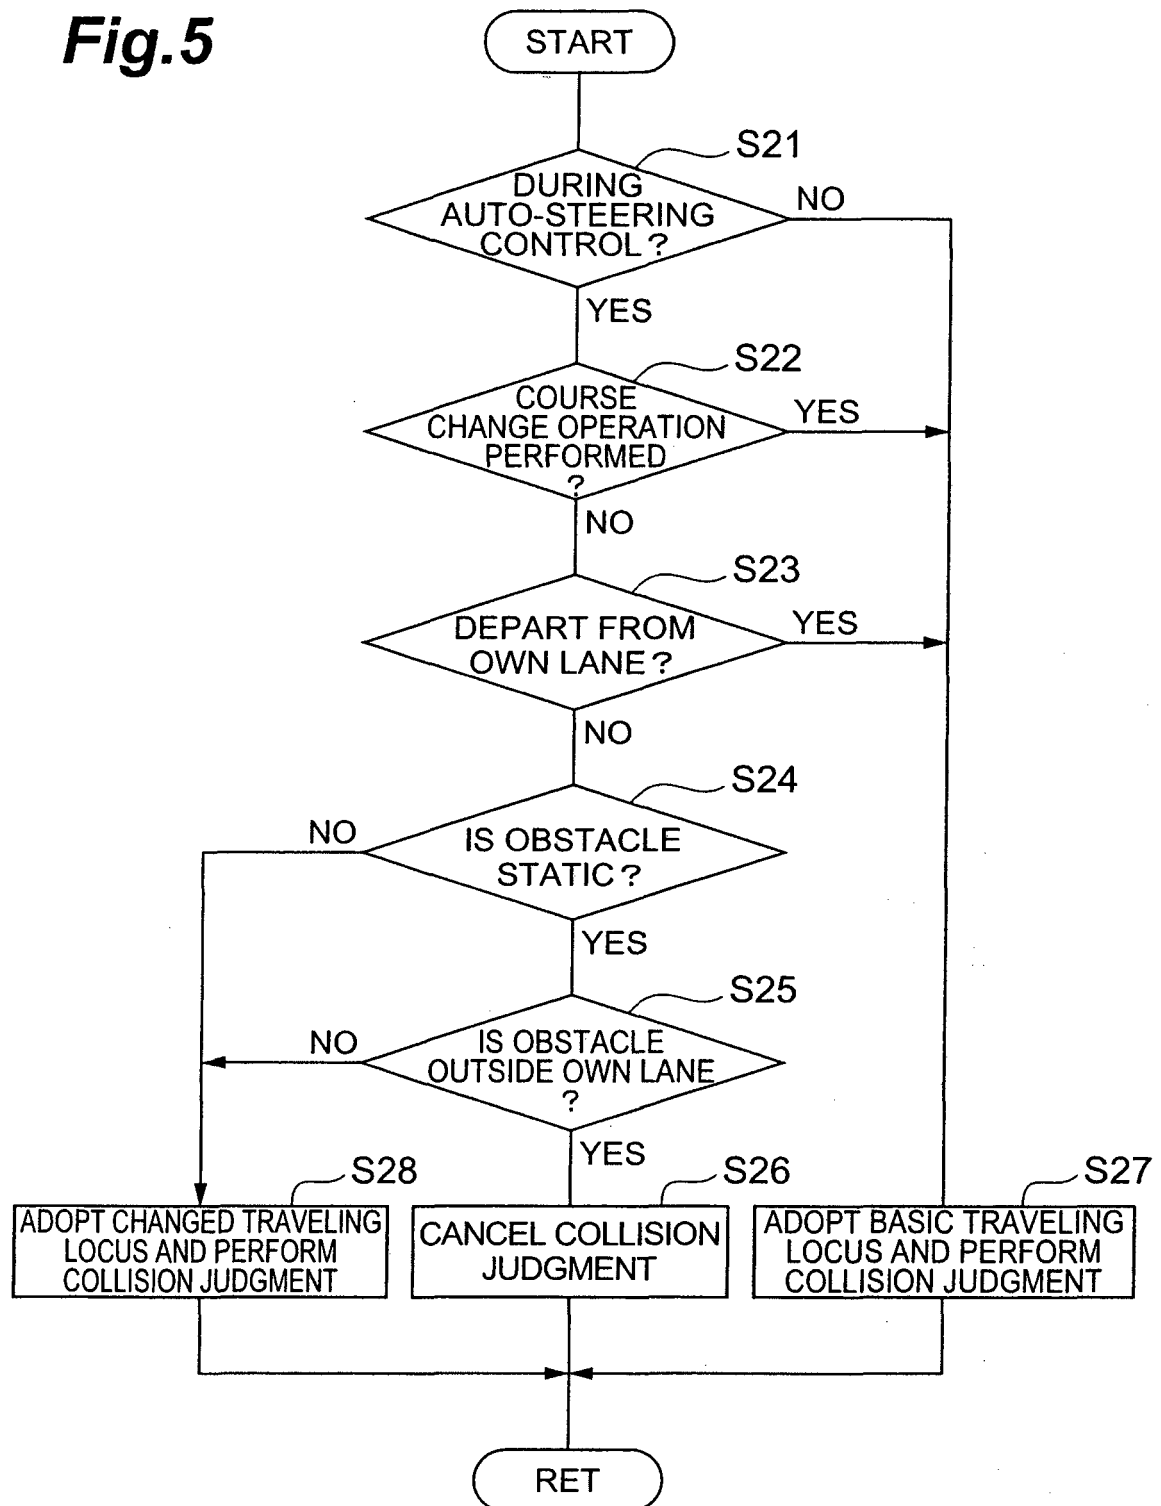 Fig.5
START
S21
DURING
AUTO-STEERING
CONTROL?
NO
YES
S22
COURSE
CHANGE OPERATION
PERFORMED
?
YES
NO
S23
DEPART FROM
OWN LANE?
YES
NO
S24
IS OBSTACLE
STATIC?
NO
YES
S25
IS OBSTACLE
OUTSIDE OWN LANE
?
NO
YES
S28
ADOPT CHANGED TRAVELING
LOCUS AND PERFORM
COLLISION JUDGMENT
S26
CANCEL COLLISION
JUDGMENT
S27
ADOPT BASIC TRAVELING
LOCUS AND PERFORM
COLLISION JUDGMENT
RET